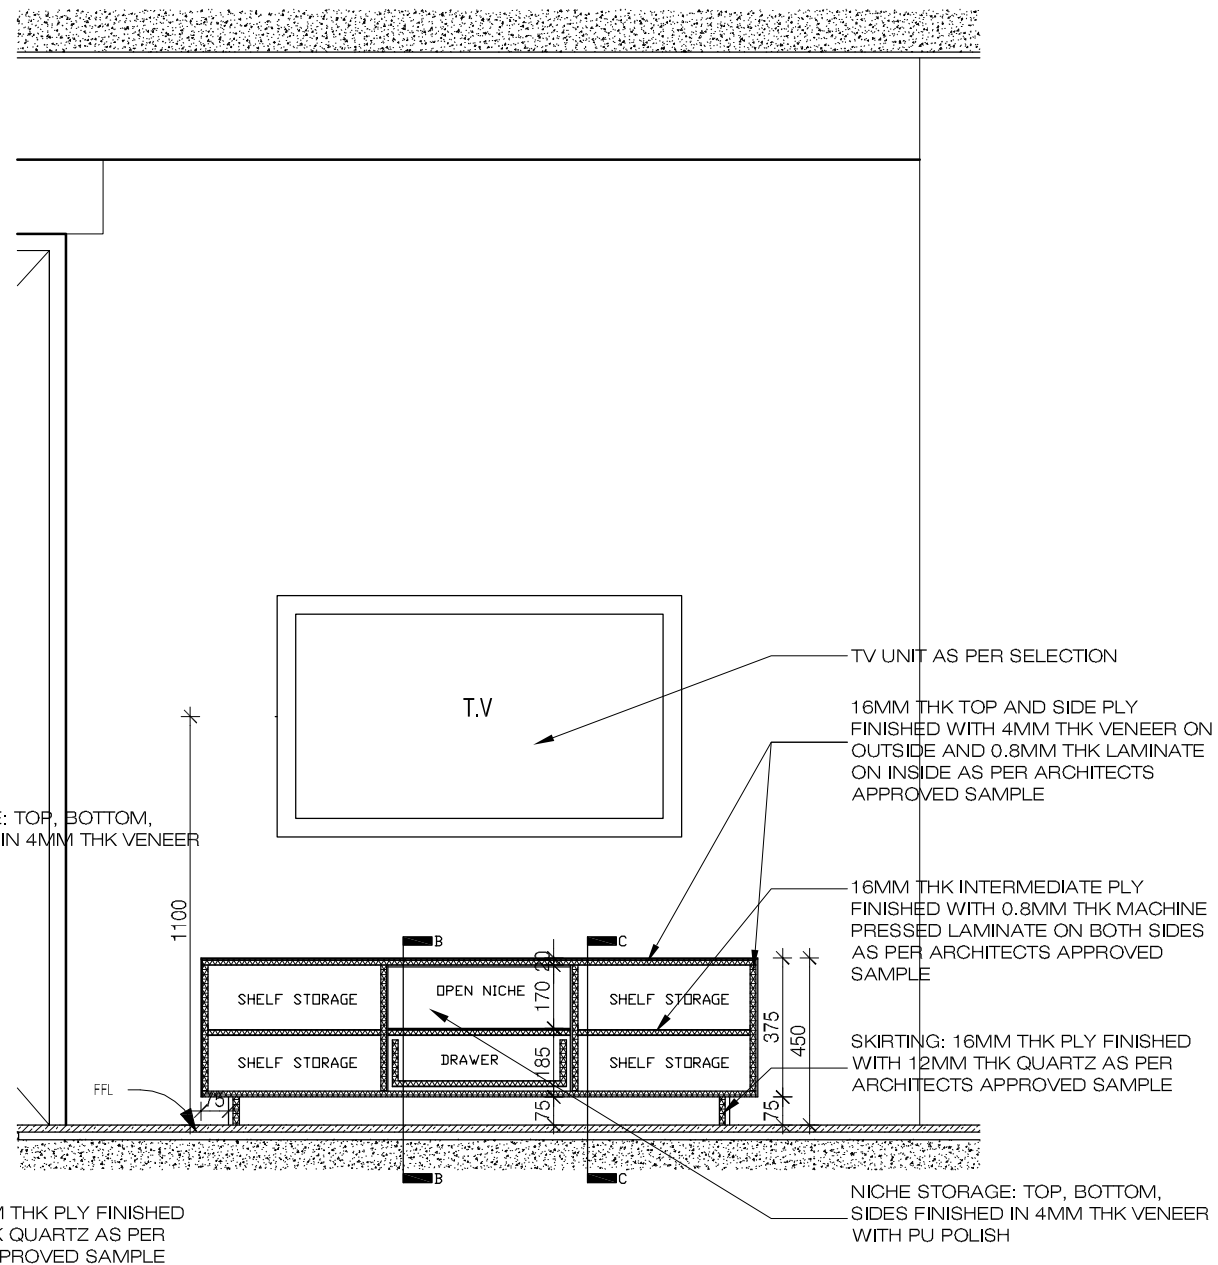 TV UNIT AS PER SELECTION
T.V
16MM THK TOP AND SIDE PLY
FINISHED WITH 4MM THK VENEER ON
OUTSIDE AND 0.8MM THK LAMINATE
ON INSIDE AS PER ARCHITECTS
APPROVED SAMPLE
E: TOP, BOTTOM,
IN 4MM THK VENEER
16MM THK INTERMEDIATE PLY
FINISHED WITH 0.8MM THK MACHINE
PRESSED LAMINATE ON BOTH SIDES
AS PER ARCHITECTS APPROVED
SAMPLE
1100
B
C
20
SHELF STORAGE
OPEN NICHE
170
SHELF STORAGE
375
450
SHELF STORAGE
DRAWER
185
SHELF STORAGE
SKIRTING: 16MM THK PLY FINISHED
WITH 12MM THK QUARTZ AS PER
ARCHITECTS APPROVED SAMPLE
FFL
75
75
75
B
C
NICHE STORAGE: TOP, BOTTOM,
SIDES FINISHED IN 4MM THK VENEER
WITH PU POLISH
M THK PLY FINISHED
K QUARTZ AS PER
PPROVED SAMPLE